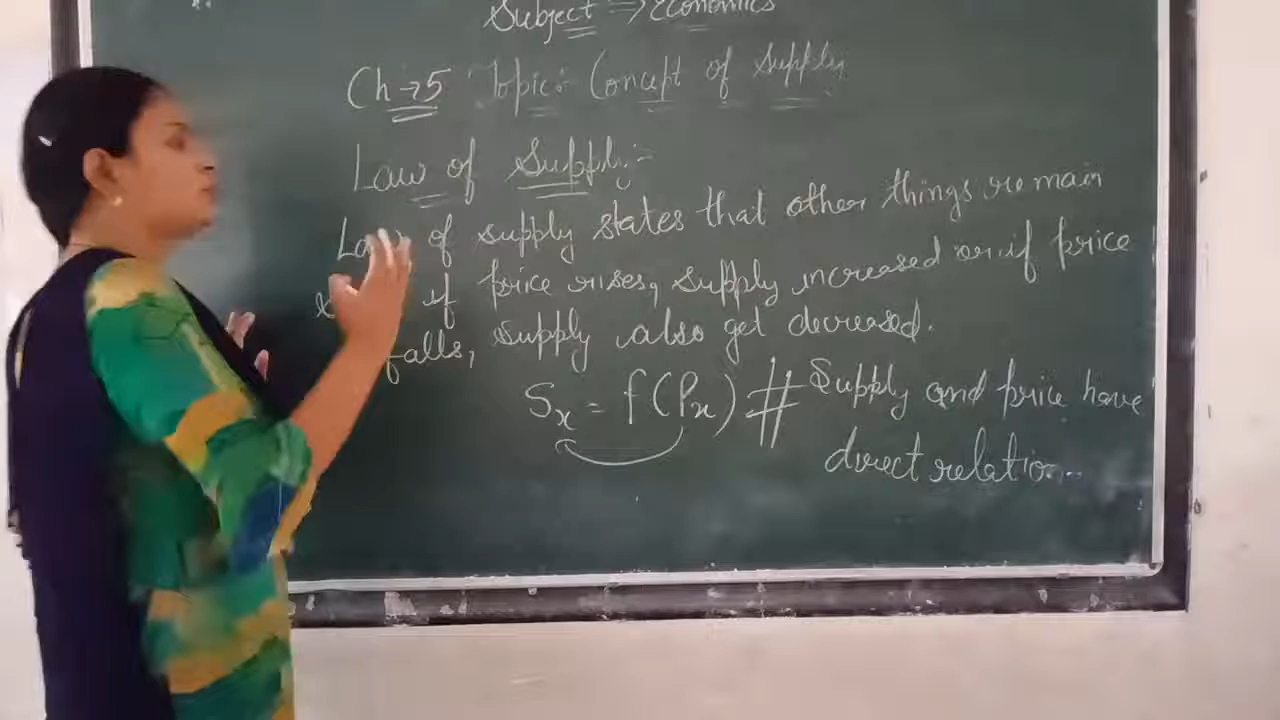 Subject ⇒ Economics
Ch → 5 Topic:- Concept of Supply
Law of Supply:-
Law of supply states that other things remain
if price rises, supply increased or if price
falls, supply also get decreased.
Sx = f(Px) # Supply and price have
direct relation..